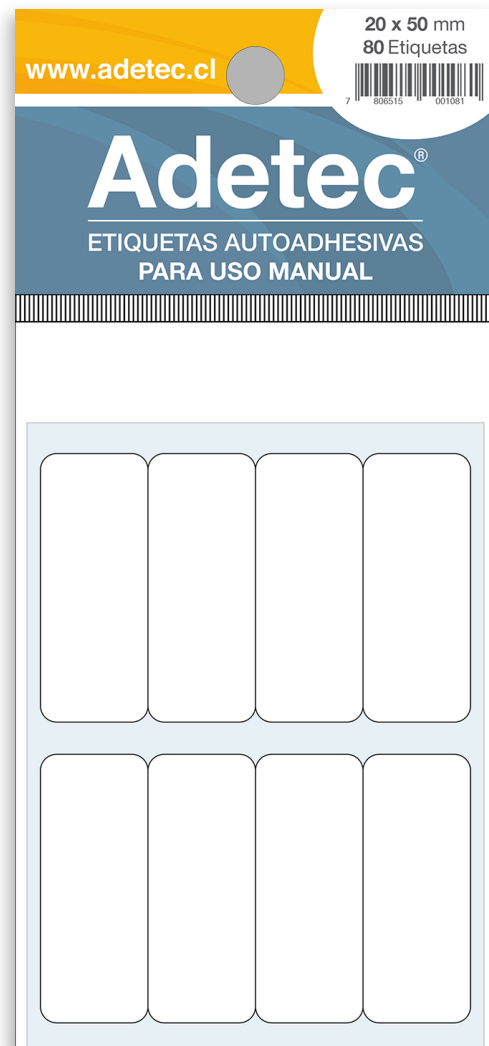 20 x 50 mm
80 Etiquetas
www.adetec.cl
7 806515 001081
Adetec®
ETIQUETAS AUTOADHESIVAS
PARA USO MANUAL